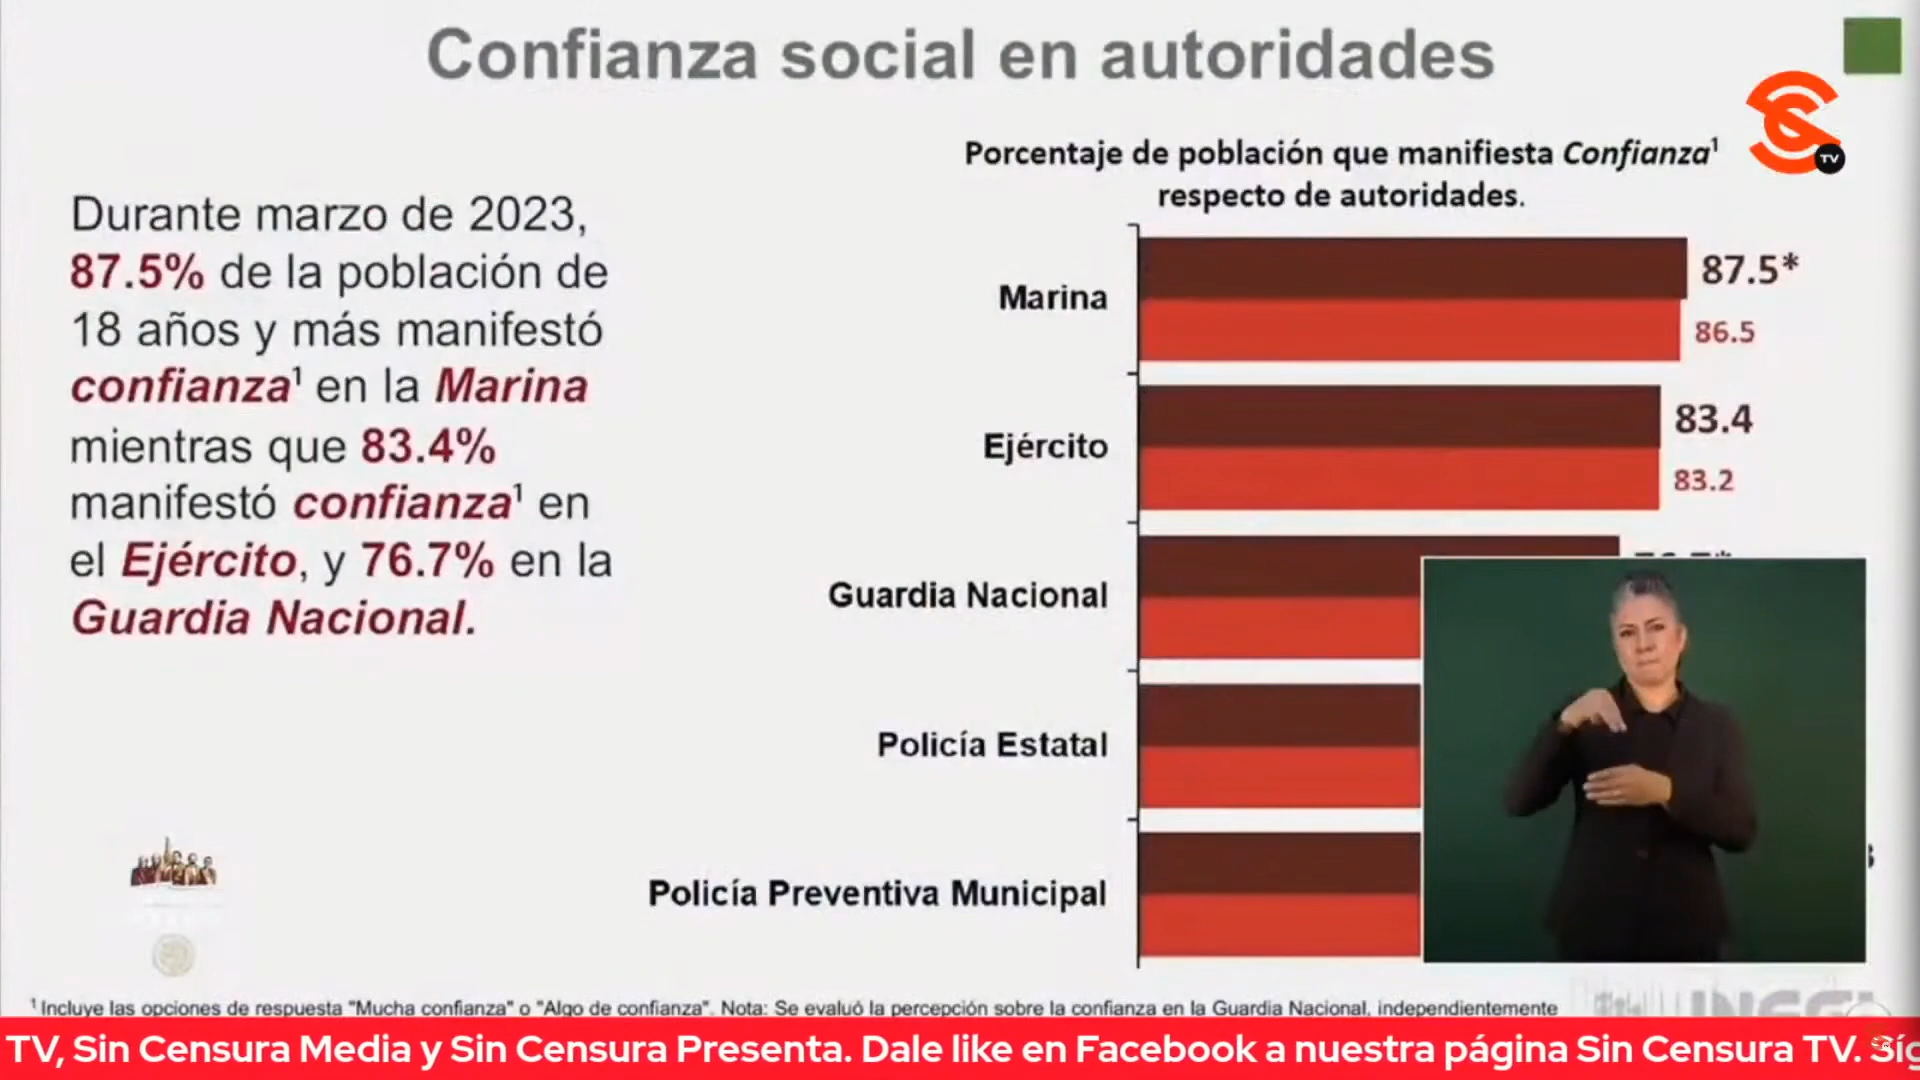 Confianza social en autoridades
TV
Durante marzo de 2023,
87.5% de la población de
18 años y más manifestó
confianza¹ en la Marina
mientras que 83.4%
manifestó confianza¹ en
el Ejército, y 76.7% en la
Guardia Nacional.
Porcentaje de población que manifiesta Confianza¹
respecto de autoridades.
Marina
87.5*
86.5
Ejército
83.4
83.2
Guardia Nacional
Policía Estatal
Policía Preventiva Municipal
¹ Incluye las opciones de respuesta "Mucha confianza" o "Algo de confianza". Nota: Se evaluó la percepción sobre la confianza en la Guardia Nacional, independientemente
INEGI
TV, Sin Censura Media y Sin Censura Presenta. Dale like en Facebook a nuestra página Sin Censura TV.